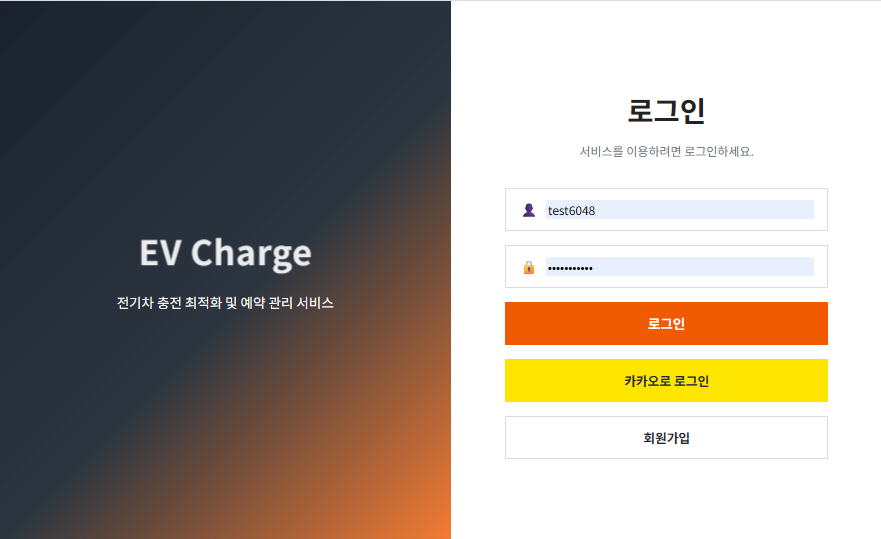 EV Charge
전기차 충전 최적화 및 예약 관리 서비스
로그인
서비스를 이용하려면 로그인하세요.
test6048
•••••••••••
로그인
카카오로 로그인
회원가입